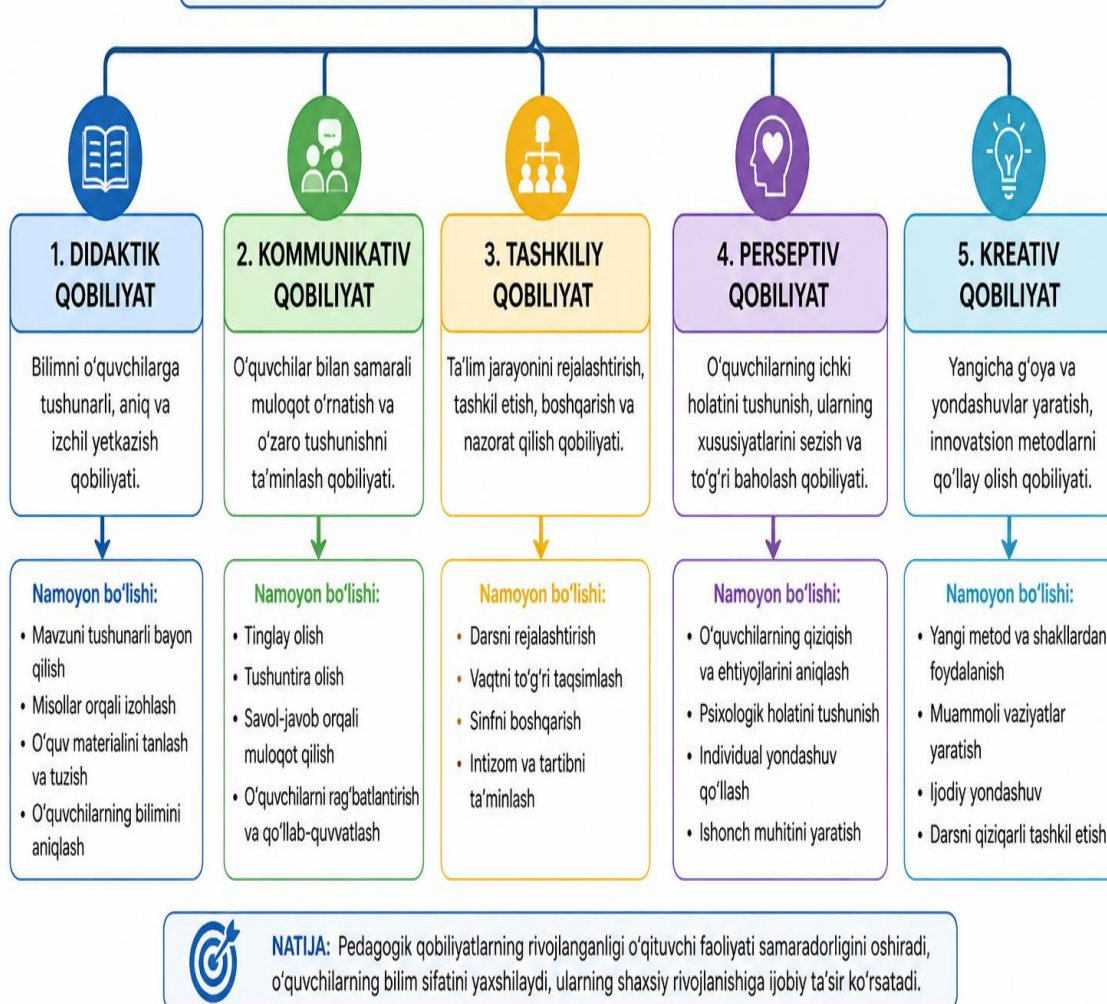 1. DIDAKTIK
QOBILIYAT
Bilimni o‘quvchilarga
tushunarli, aniq va
izchil yetkazish
qobiliyati.
Namoyon bo‘lishi:
• Mavzuni tushunarli bayon
qilish
• Misollar orqali izohlash
• O‘quv materialini tanlash
va tuzish
• O‘quvchilarning bilimini
aniqlash
2. KOMMUNIKATIV
QOBILIYAT
O‘quvchilar bilan samarali
muloqot o‘rnatish va
o‘zaro tushunishni
ta’minlash qobiliyati.
Namoyon bo‘lishi:
• Tinglay olish
• Tushuntira olish
• Savol-javob orqali
muloqot qilish
• O‘quvchilarni rag‘batlantirish
va qo‘llab-quvvatlash
3. TASHKILIY
QOBILIYAT
Ta’lim jarayonini rejalashtirish,
tashkil etish, boshqarish va
nazorat qilish qobiliyati.
Namoyon bo‘lishi:
• Darsni rejalashtirish
• Vaqtni to‘g‘ri taqsimlash
• Sinfni boshqarish
• Intizom va tartibni
ta’minlash
4. PERSEPTIV
QOBILIYAT
O‘quvchilarning ichki
holatini tushunish, ularning
xususiyatlarini sezish va
to‘g‘ri baholash qobiliyati.
Namoyon bo‘lishi:
• O‘quvchilarning qiziqish
va ehtiyojlarini aniqlash
• Psixologik holatini tushunish
• Individual yondashuv
qo‘llash
• Ishonch muhitini yaratish
5. KREATIV
QOBILIYAT
Yangicha g‘oya va
yondashuvlar yaratish,
innovatsion metodlarni
qo‘llay olish qobiliyati.
Namoyon bo‘lishi:
• Yangi metod va shakllardan
foydalanish
• Muammoli vaziyatlar
yaratish
• Ijodiy yondashuv
• Darsni qiziqarli tashkil etish
NATIJA: Pedagogik qobiliyatlarning rivojlanganligi o‘qituvchi faoliyati samaradorligini oshiradi,
o‘quvchilarning bilim sifatini yaxshilaydi, ularning shaxsiy rivojlanishiga ijobiy ta’sir ko‘rsatadi.